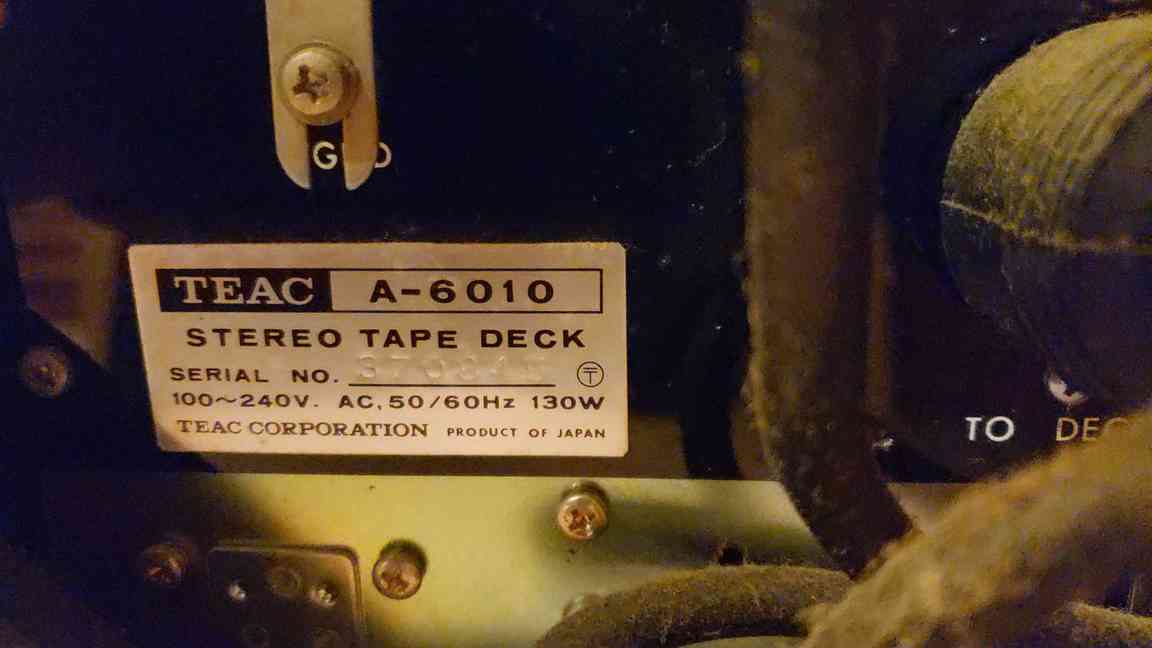 GND
TEAC A-6010
STEREO TAPE DECK
SERIAL NO.
100~240V. AC, 50/60Hz 130W
TEAC CORPORATION PRODUCT OF JAPAN
TO